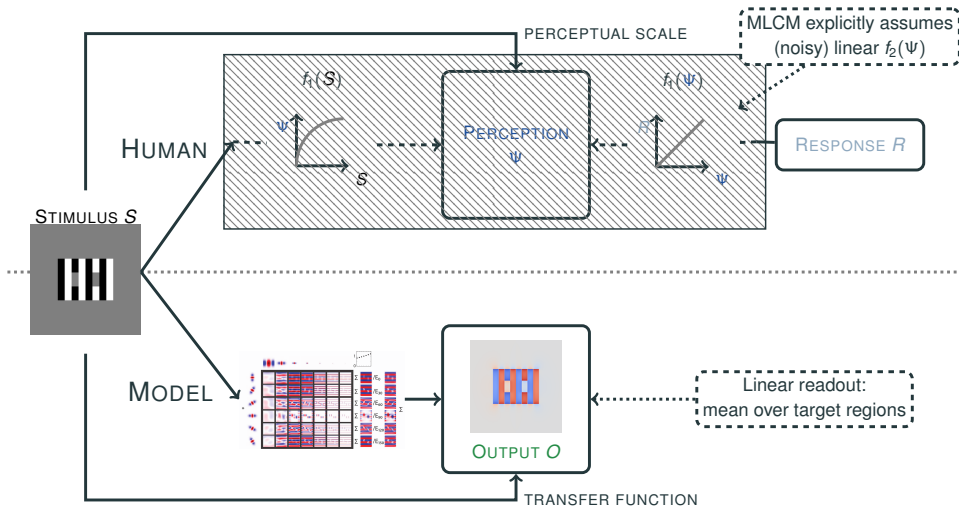 PERCEPTUAL SCALE
MLCM explicitly assumes
(noisy) linear f₂(Ψ)
f₁(S)
f₁(Ψ)
Ψ
S
PERCEPTION
Ψ
R
Ψ
RESPONSE R
HUMAN
STIMULUS S
MODEL
Σ
Σ
Σ
Σ
Σ
Σ
Σ
OUTPUT O
Linear readout:
mean over target regions
TRANSFER FUNCTION